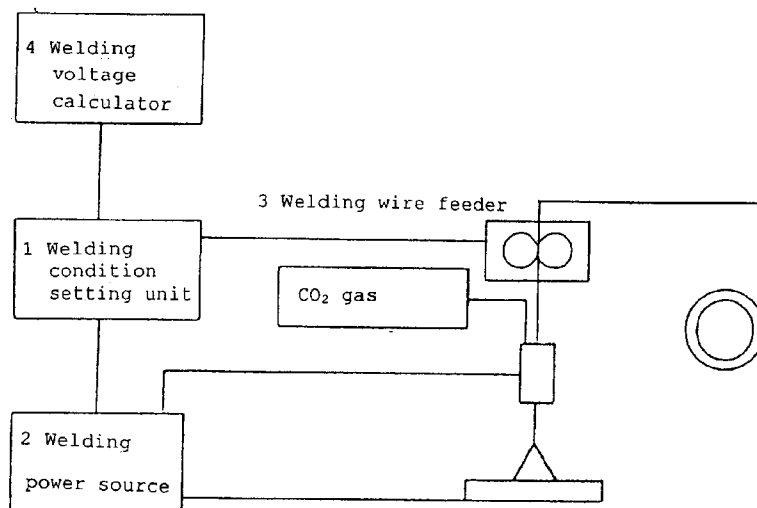 4 Welding
voltage
calculator
3 Welding wire feeder
1 Welding
condition
setting unit
CO₂ gas
2 Welding
power source